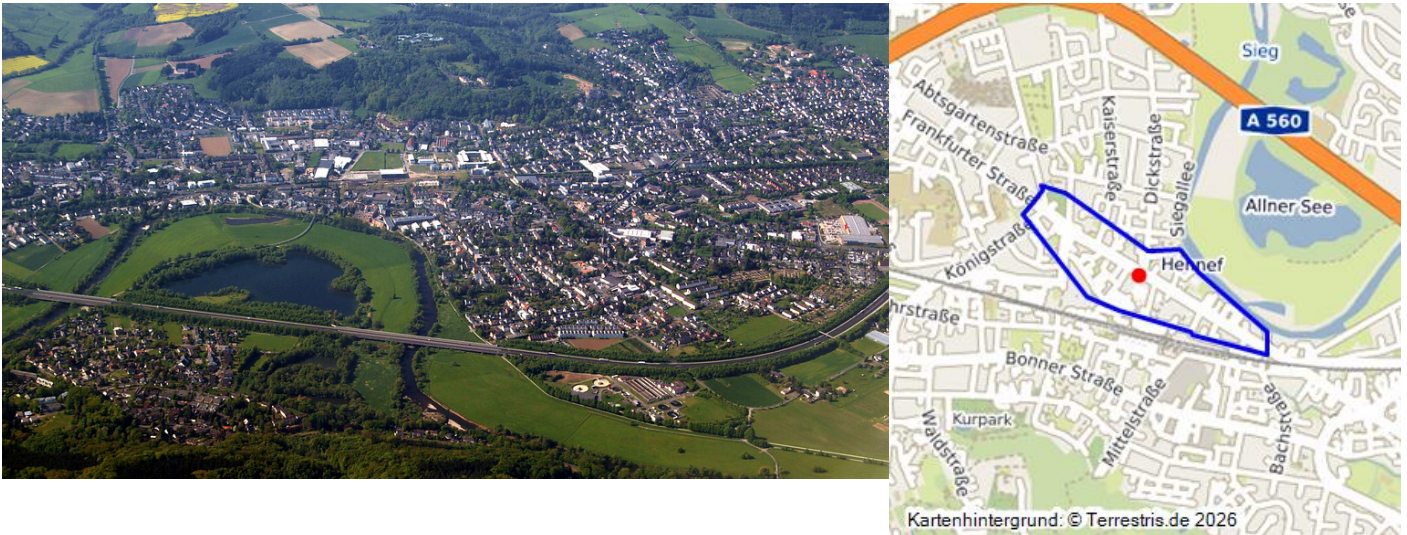 Sieg
A 560
Abtsgartenstraße
Frankfurter Straße
Kaiserstraße
Dickstraße
Siegallee
Allner See
Königstraße
Hennef
hrstraße
Bonner Straße
Kurpark
Waldstraße
Mittelstraße
Bachstraße
Kartenhintergrund: © Terrestris.de 2026